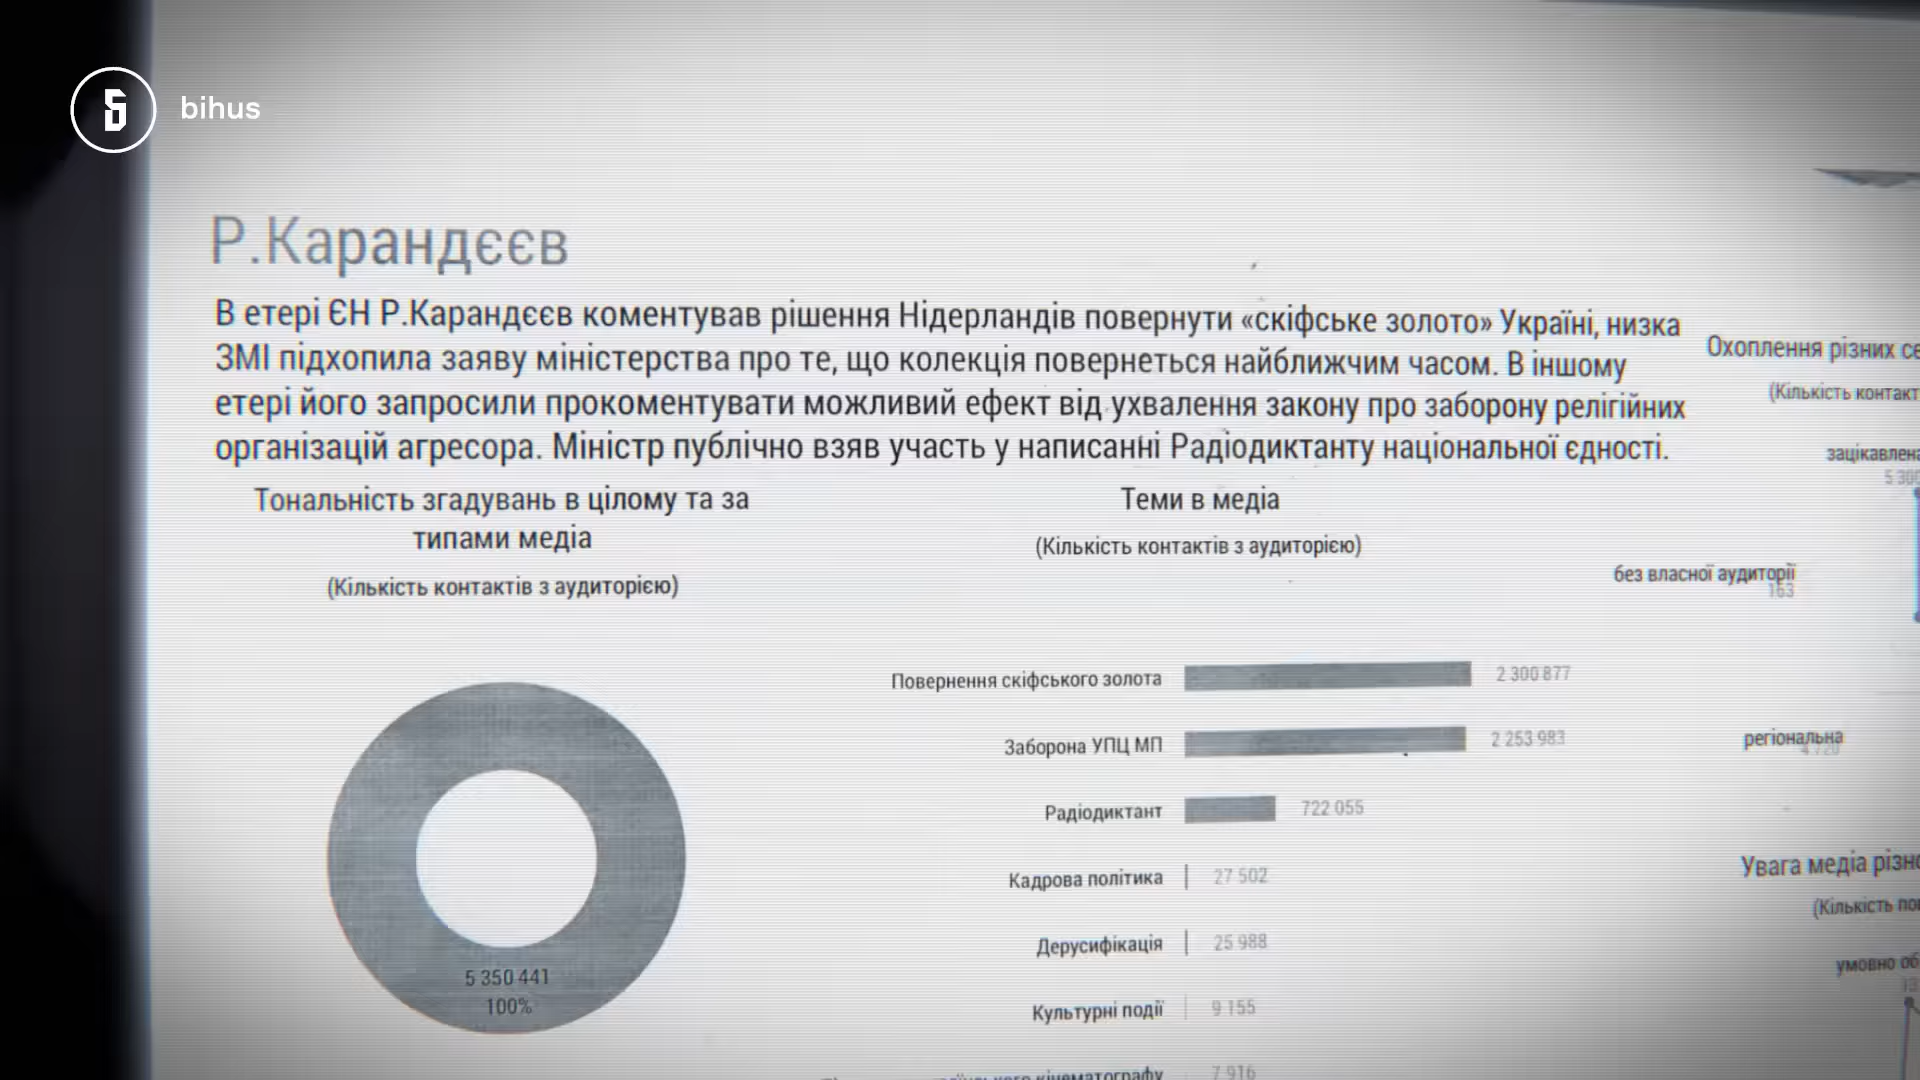 bihus
Р.Карандєєв
В етері ЄН Р.Карандєєв коментував рішення Нідерландів повернути «скіфське золото» Україні, низка
ЗМІ підхопила заяву міністерства про те, що колекція повернеться найближчим часом. В іншому
етері його запросили прокоментувати можливий ефект від ухвалення закону про заборону релігійних
організацій агресора. Міністр публічно взяв участь у написанні Радіодиктанту національної єдності.
Тональність згадувань в цілому та за
типами медіа
(Кількість контактів з аудиторією)
5 350 441
100%
Теми в медіа
(Кількість контактів з аудиторією)
Повернення скіфського золота 2 300 877
Заборона УПЦ МП 2 253 983
Радіодиктант 722 055
Кадрова політика 27 502
Дерусифікація 25 988
Культурні події 9 155
кінематографу 7 916
Охоплення різних
(Кількість
без власної аудиторії
163
регіональна
Увага медіа
(Кількість
умовно